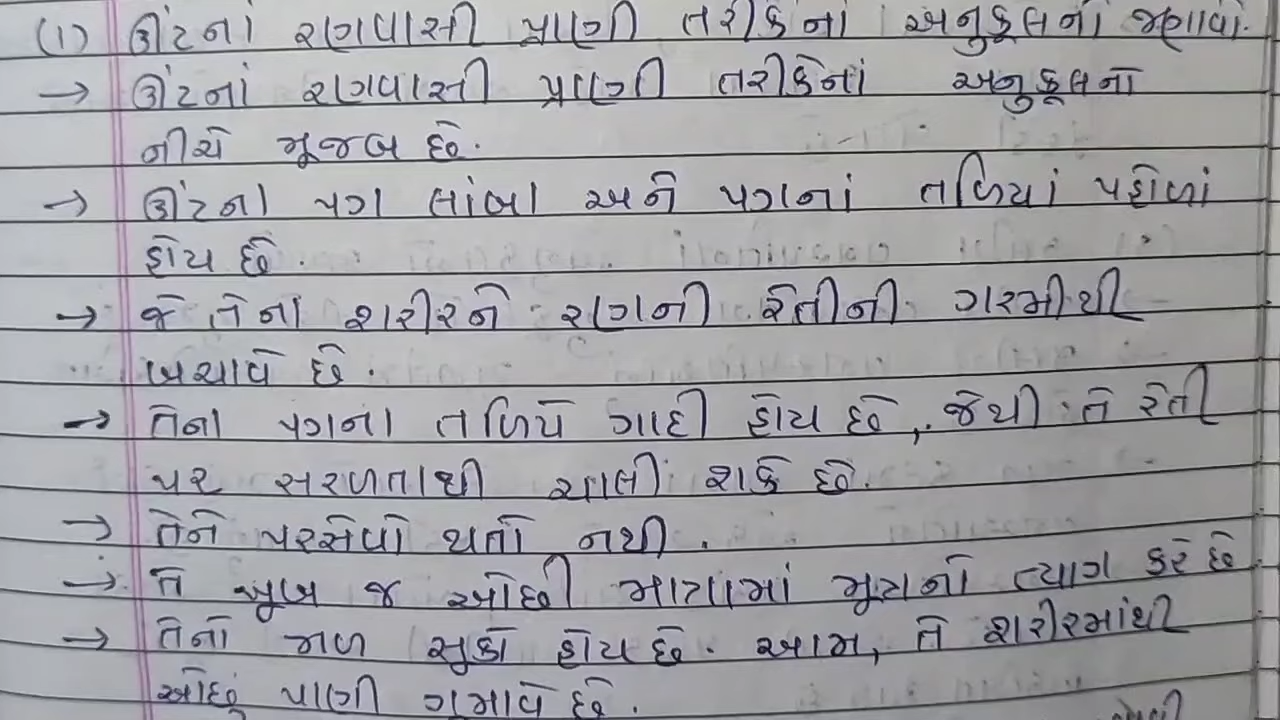 (1) ઊંટનાં રણવાસી પ્રાણી તરીકેનાં અનુકૂલનો જણાવો.
→ ઊંટનાં રણવાસી પ્રાણી તરીકેનાં અનુકૂલનો
નીચે મૂજબ છે.
→ ઊંટના પગ લાંબા અને પગનાં તળિયાં પહોળાં
હોય છે.
→ જે તેના શરીરને રણની રેતીની ગરમીથી
બચાવે છે.
→ તેના પગના તળિયે ગાદી હોય છે, જેથી તે રેતી
પર સરળતાથી ચાલી શકે છે.
→ તેને પરસેવો થતો નથી.
→ તે ખુબ જ ઓછી માત્રામાં મૂત્રનો ત્યાગ કરે છે.
→ તેનો મળ સુકો હોય છે. આમ, તે શરીરમાંથી
ઓછું પાણી ગુમાવે છે.